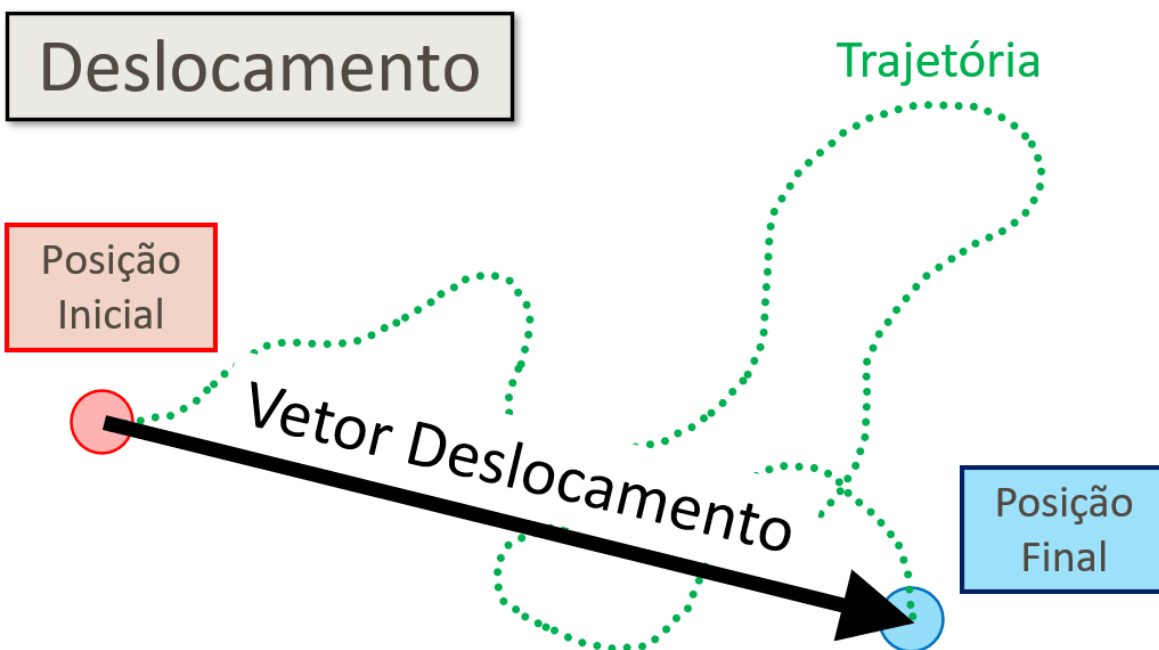 Deslocamento
Trajetória
Posição
Inicial
Vetor Deslocamento
Posição
Final